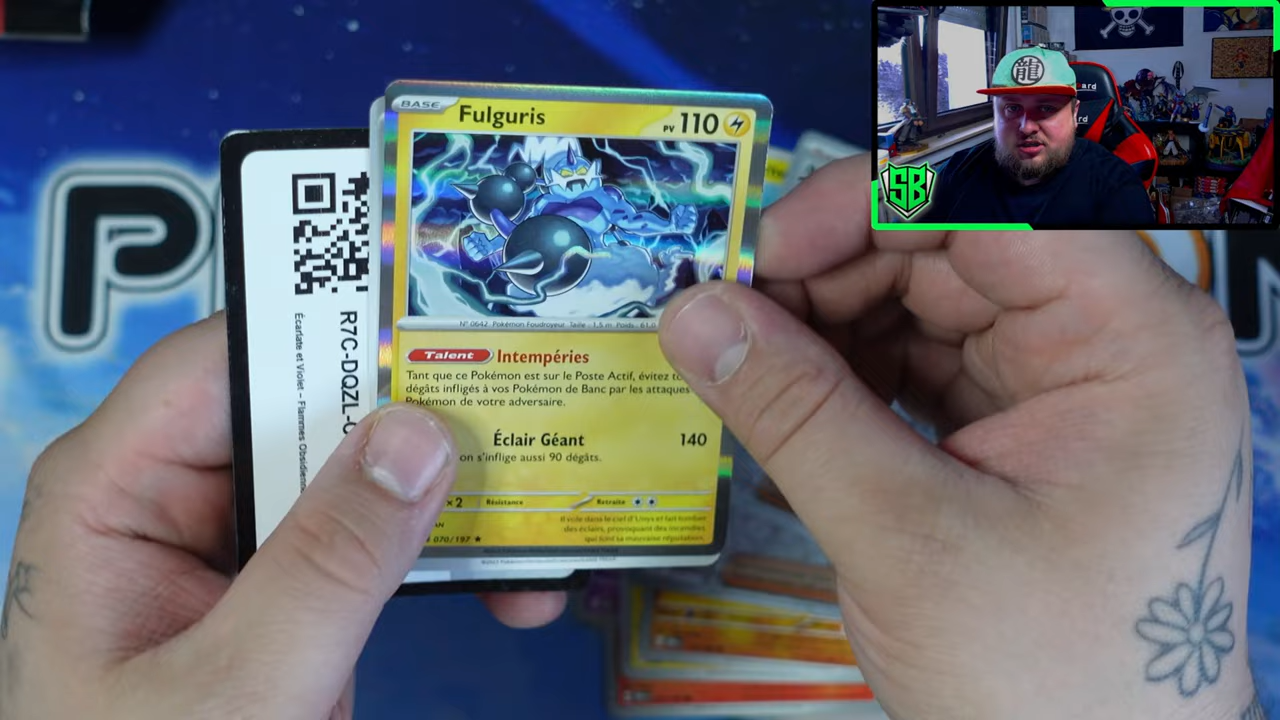 BASE
Fulguris
PV 110
N° 0642 Pokémon Foudroyeur Taille : 1,5 m Poids : 61,0
Talent Intempéries
Tant que ce Pokémon est sur le Poste Actif, évitez
dégâts infligés à vos Pokémon de Banc par les attaques
Pokémon de votre adversaire.
Éclair Géant 140
on s'inflige aussi 90 dégâts.
×2 Résistance Retraite
Il vole dans le ciel d'Unys et fait tomber
des éclairs, provoquant des incendies,
qui font sa mauvaise réputation.
070/197
R7C-DQZL-
Écarlate et Violet – Flammes Obsidiennes
龍
SB
ard
rd
P